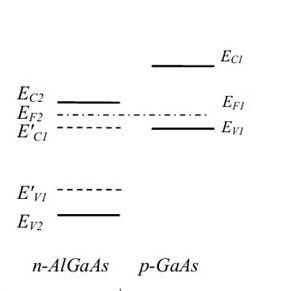 E_C1
E_C2
E_F2
E_F1
E'_C1
E_V1
E'_V1
E_V2
n-AlGaAs p-GaAs